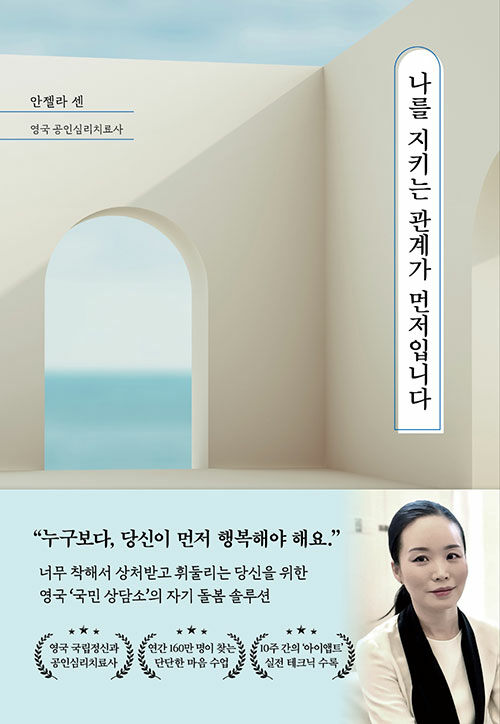 안젤라 센
영국 공인심리치료사
나를 지키는 관계가 먼저입니다
“누구보다, 당신이 먼저 행복해야 해요.”
너무 착해서 상처받고 휘둘리는 당신을 위한
영국 ‘국민 상담소’의 자기 돌봄 솔루션
영국 국립정신과
공인심리치료사
연간 160만 명이 찾는
단단한 마음 수업
10주 간의 ‘아이앱트’
실전 테크닉 수록